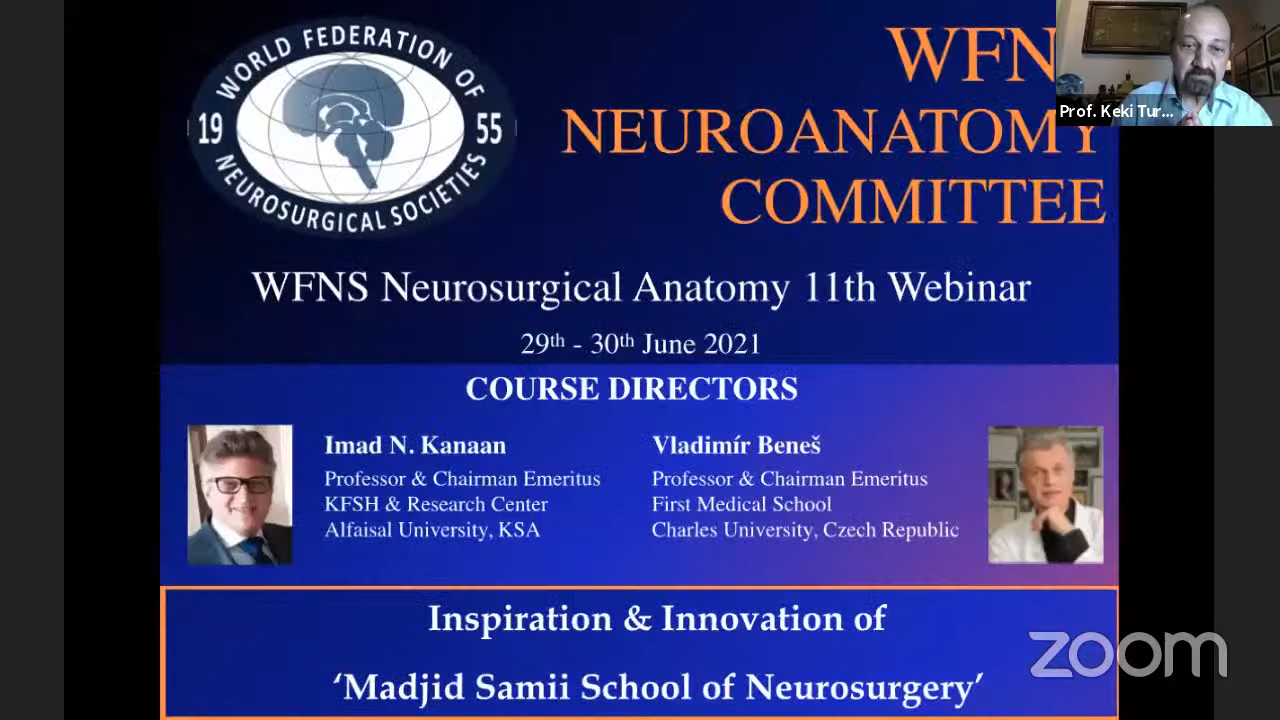 WORLD FEDERATION OF
19 55
NEUROSURGICAL SOCIETIES
WFN
NEUROANATOMY
COMMITTEE
Prof. Keki Tur...
WFNS Neurosurgical Anatomy 11th Webinar
29th - 30th June 2021
COURSE DIRECTORS
Imad N. Kanaan
Professor & Chairman Emeritus
KFSH & Research Center
Alfaisal University, KSA
Vladimír Beneš
Professor & Chairman Emeritus
First Medical School
Charles University, Czech Republic
Inspiration & Innovation of
‘Madjid Samii School of Neurosurgery’
zoom